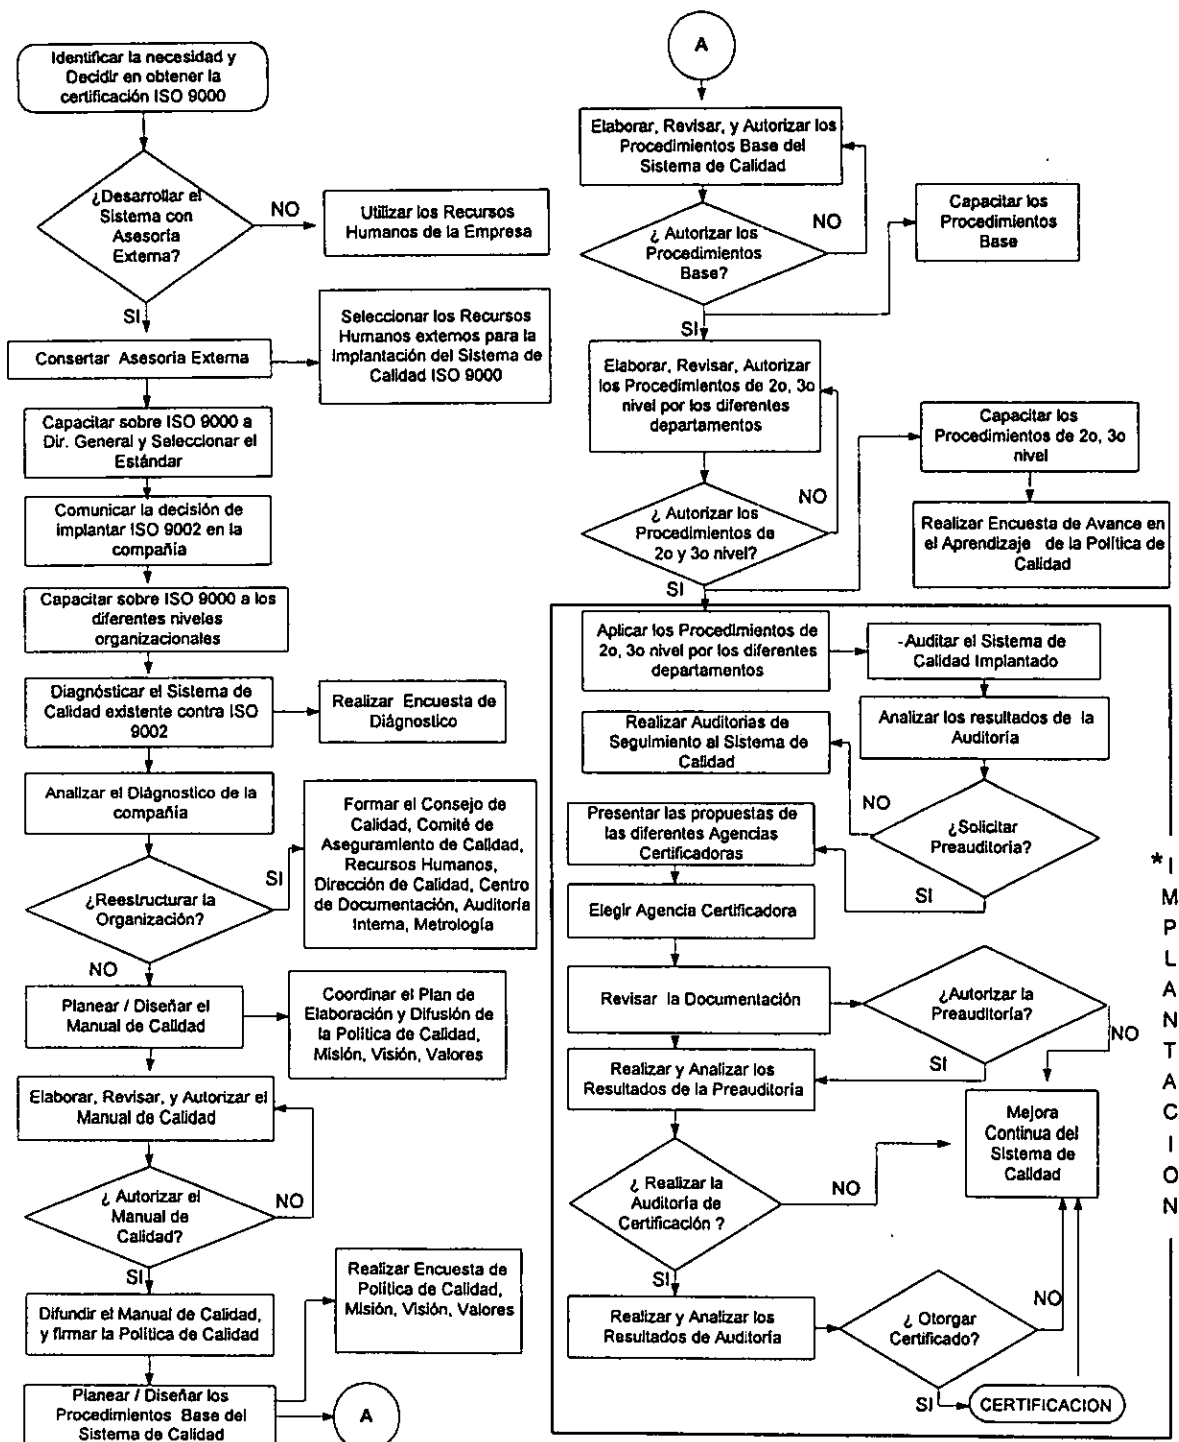 Identificar la necesidad y
Decidir en obtener la
certificación ISO 9000
¿Desarrollar el
Sistema con
Asesoría
Externa?
NO
Utilizar los Recursos
Humanos de la Empresa
SI
Consertar Asesoria Externa
Seleccionar los Recursos
Humanos externos para la
Implantación del Sistema de
Calidad ISO 9000
Capacitar sobre ISO 9000 a
Dir. General y Seleccionar el
Estándar
Comunicar la decisión de
implantar ISO 9002 en la
compañía
Capacitar sobre ISO 9000 a los
diferentes niveles
organizacionales
Diagnósticar el Sistema de
Calidad existente contra ISO
9002
Realizar Encuesta de
Diágnostico
Analizar el Diágnostico de la
compañía
¿Reestructurar la
Organización?
SI
Formar el Consejo de
Calidad, Comité de
Aseguramiento de Calidad,
Recursos Humanos,
Dirección de Calidad, Centro
de Documentación, Auditoría
Interna, Metrología
NO
Planear / Diseñar el
Manual de Calidad
Coordinar el Plan de
Elaboración y Difusión de
la Política de Calidad,
Misión, Visión, Valores
Elaborar, Revisar, y Autorizar el
Manual de Calidad
¿ Autorizar el
Manual de
Calidad?
NO
SI
Difundir el Manual de Calidad,
y firmar la Política de Calidad
Realizar Encuesta de
Política de Calidad,
Misión, Visión, Valores
Planear / Diseñar los
Procedimientos Base del
Sistema de Calidad
A
A
Elaborar, Revisar, y Autorizar los
Procedimientos Base del
Sistema de Calidad
¿ Autorizar los
Procedimientos
Base?
NO
Capacitar los
Procedimientos
Base
SI
Elaborar, Revisar, Autorizar
los Procedimientos de 2o, 3o
nivel por los diferentes
departamentos
¿ Autorizar los
Procedimientos de
2o y 3o nivel?
NO
Capacitar los
Procedimientos de 2o, 3o
nivel
Realizar Encuesta de Avance en
el Aprendizaje de la Política de
Calidad
SI
Aplicar los Procedimientos de
2o, 3o nivel por los diferentes
departamentos
-Auditar el Sistema de
Calidad Implantado
Analizar los resultados de la
Auditoría
Realizar Auditorias de
Seguimiento al Sistema de
Calidad
NO
¿Solicitar
Preauditoría?
SI
Presentar las propuestas de
las diferentes Agencias
Certificadoras
Elegir Agencia Certificadora
Revisar la Documentación
¿Autorizar la
Preauditoría?
NO
SI
Realizar y Analizar los
Resultados de la Preauditoría
Mejora
Continua del
Sistema de
Calidad
¿ Realizar la
Auditoría de
Certificación ?
NO
SI
Realizar y Analizar los
Resultados de Auditoría
¿ Otorgar
Certificado?
NO
SI
CERTIFICACION
*IMPLANTACION